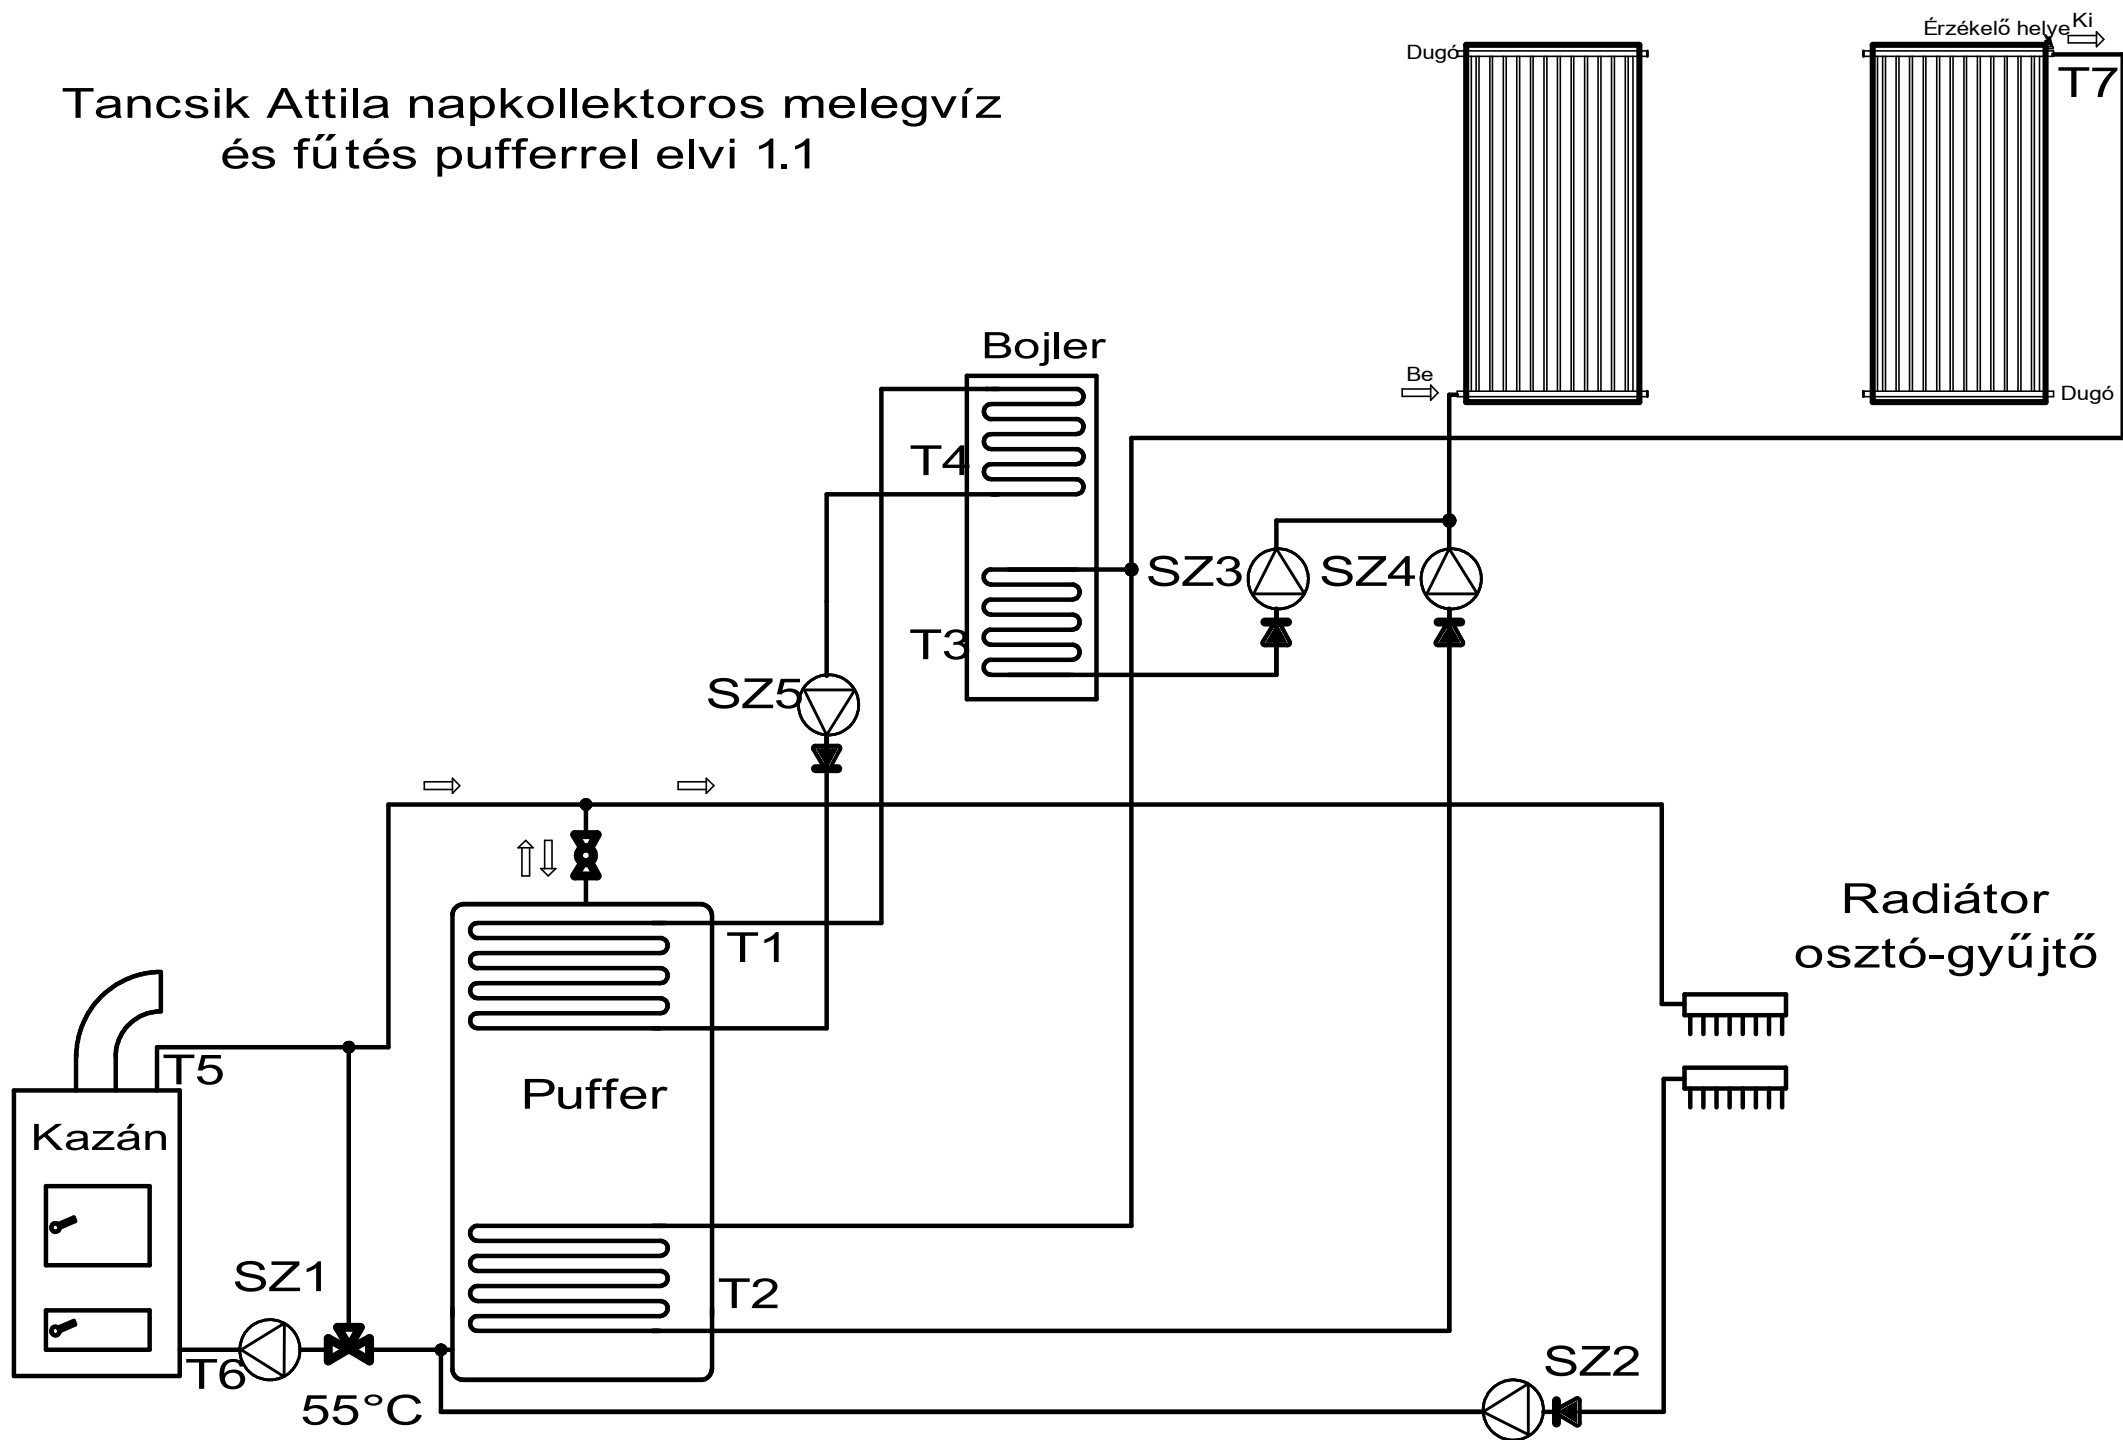 Tancsik Attila napkollektoros melegvíz
és fűtés pufferrel elvi 1.1
Érzékelő helye
Ki
Dugó
T7
Be
Dugó
Bojler
T4
SZ3
SZ4
T3
SZ5
Radiátor
osztó-gyűjtő
T1
T5
Puffer
Kazán
SZ1
T2
T6
SZ2
55°C